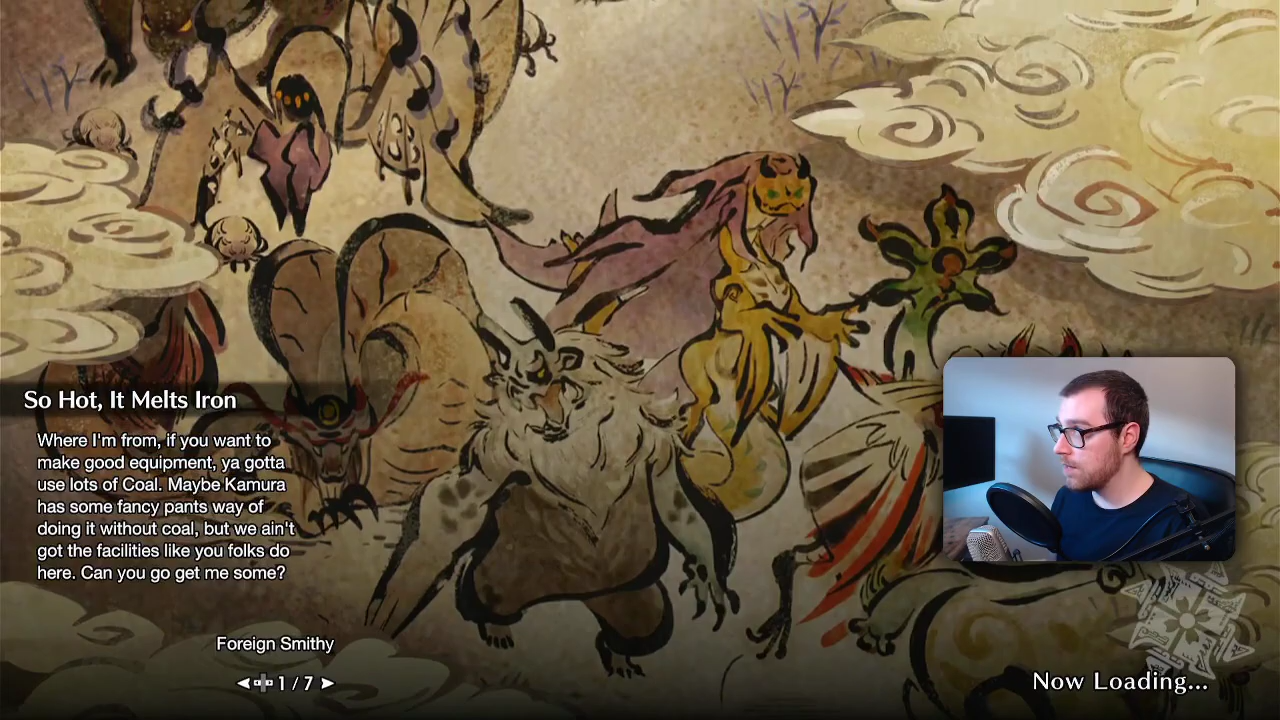 So Hot, It Melts Iron
Where I'm from, if you want to
make good equipment, ya gotta
use lots of Coal. Maybe Kamura
has some fancy pants way of
doing it without coal, but we ain't
got the facilities like you folks do
here. Can you go get me some?
Foreign Smithy
1 / 7
Now Loading...